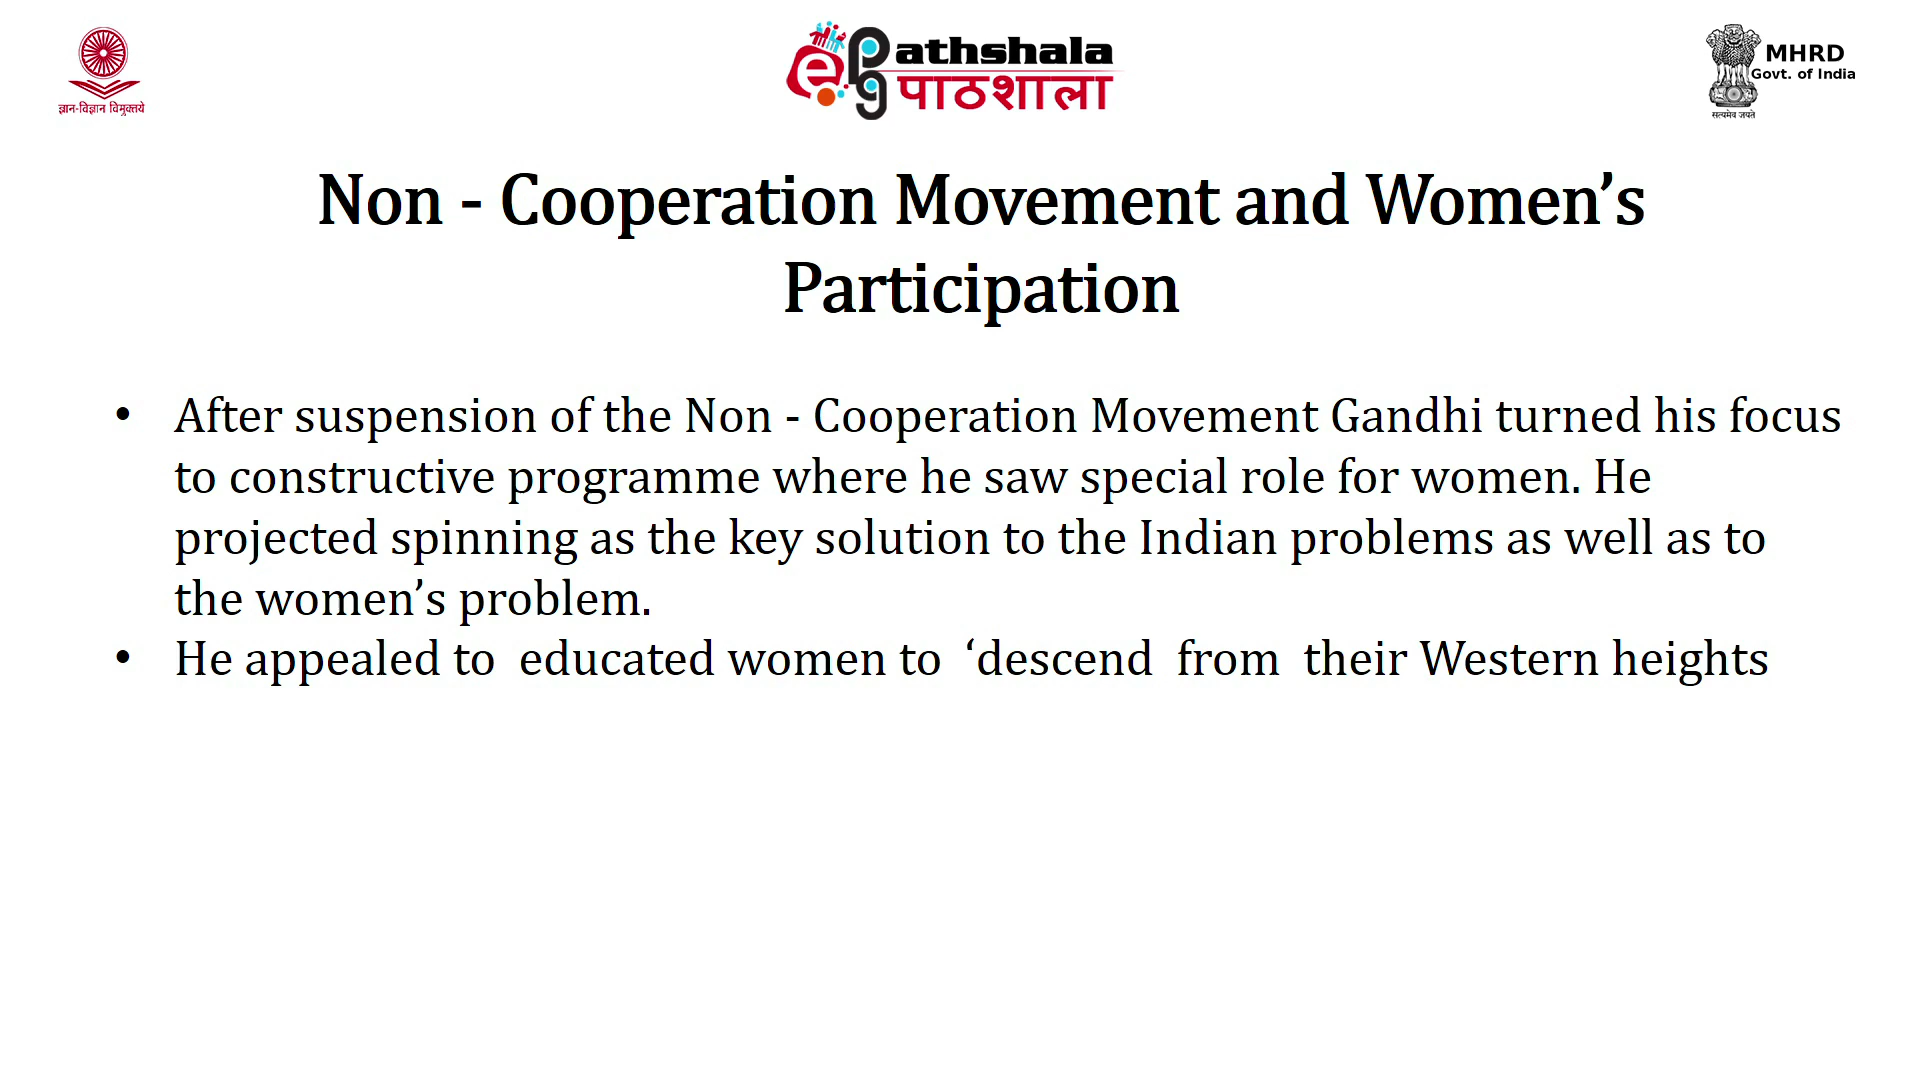 ज्ञान-विज्ञान विमुक्तये
ePgathshala
पाठशाला
MHRD
Govt. of India
सत्यमेव जयते
Non - Cooperation Movement and Women’s
Participation
• After suspension of the Non - Cooperation Movement Gandhi turned his focus
to constructive programme where he saw special role for women. He
projected spinning as the key solution to the Indian problems as well as to
the women’s problem.
• He appealed to  educated women to  ‘descend  from  their Western heights